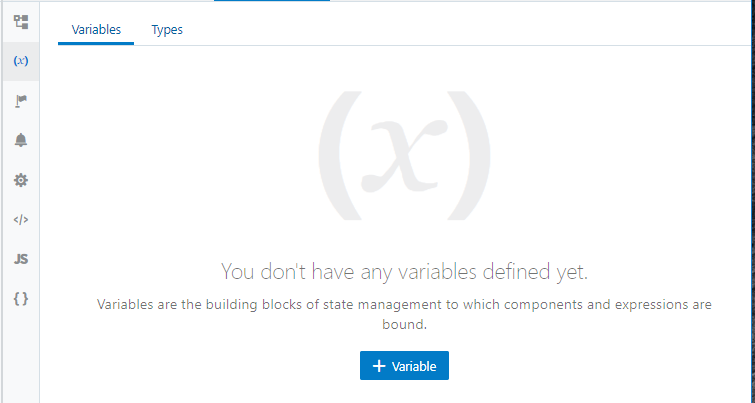 Variables Types
(x)
(x)
</>
JS
{ }
You don't have any variables defined yet.
Variables are the building blocks of state management to which components and expressions are
bound.
+ Variable